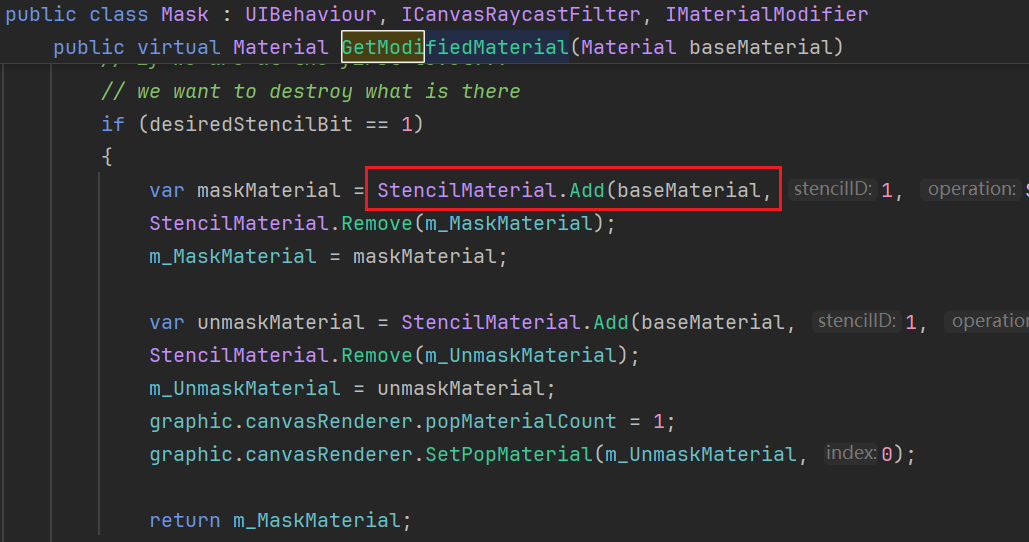 public class Mask : UIBehaviour, ICanvasRaycastFilter, IMaterialModifier
public virtual Material GetModifiedMaterial(Material baseMaterial)
// we want to destroy what is there
if (desiredStencilBit == 1)
{
var maskMaterial = StencilMaterial.Add(baseMaterial, stencilID: 1, operation:
StencilMaterial.Remove(m_MaskMaterial);
m_MaskMaterial = maskMaterial;
var unmaskMaterial = StencilMaterial.Add(baseMaterial, stencilID: 1, operation
StencilMaterial.Remove(m_UnmaskMaterial);
m_UnmaskMaterial = unmaskMaterial;
graphic.canvasRenderer.popMaterialCount = 1;
graphic.canvasRenderer.SetPopMaterial(m_UnmaskMaterial, index: 0);
return m_MaskMaterial;